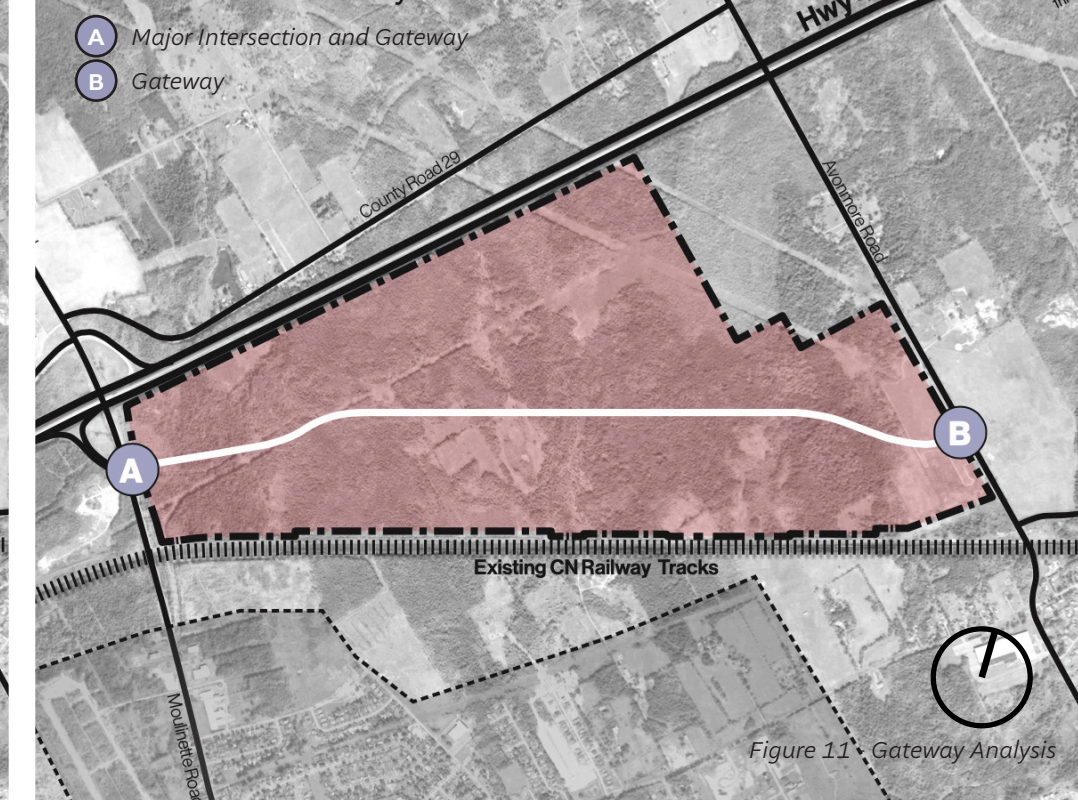 Hwy
A Major Intersection and Gateway
B Gateway
County Road 29
Avonmore Road
A
B
Existing CN Railway Tracks
Moulinette Road
Figure 11 - Gateway Analysis